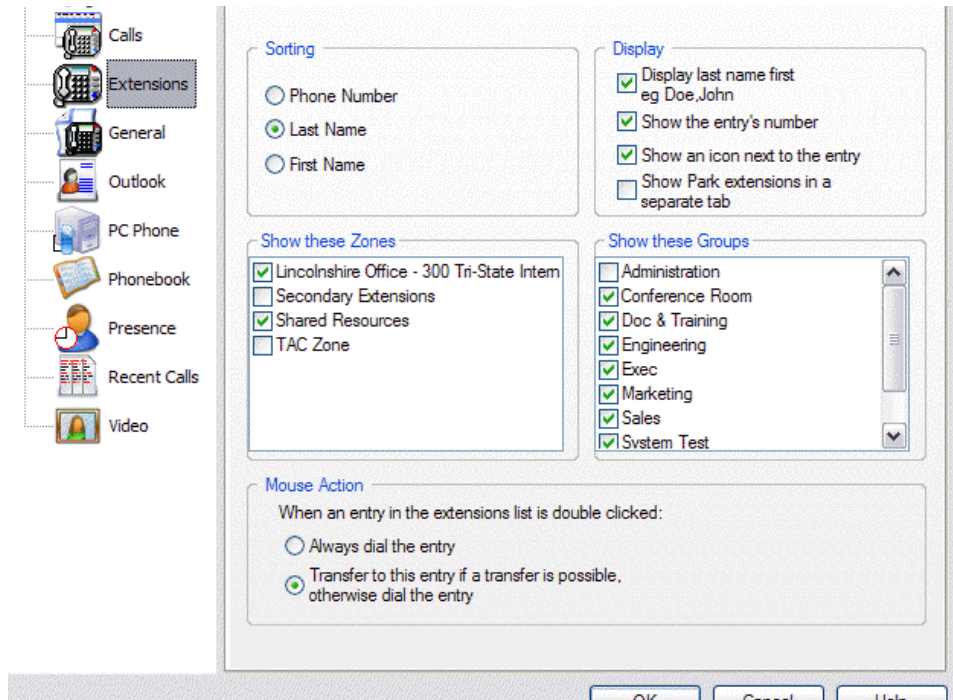 Calls
Extensions
General
Outlook
PC Phone
Phonebook
Presence
Recent Calls
Video
Sorting
Phone Number
Last Name
First Name
Display
Display last name first
eg Doe,John
Show the entry's number
Show an icon next to the entry
Show Park extensions in a
separate tab
Show these Zones
Lincolnshire Office - 300 Tri-State Intern
Secondary Extensions
Shared Resources
TAC Zone
Show these Groups
Administration
Conference Room
Doc & Training
Engineering
Exec
Marketing
Sales
System Test
Mouse Action
When an entry in the extensions list is double clicked:
Always dial the entry
Transfer to this entry if a transfer is possible,
otherwise dial the entry
OK
Cancel
Help